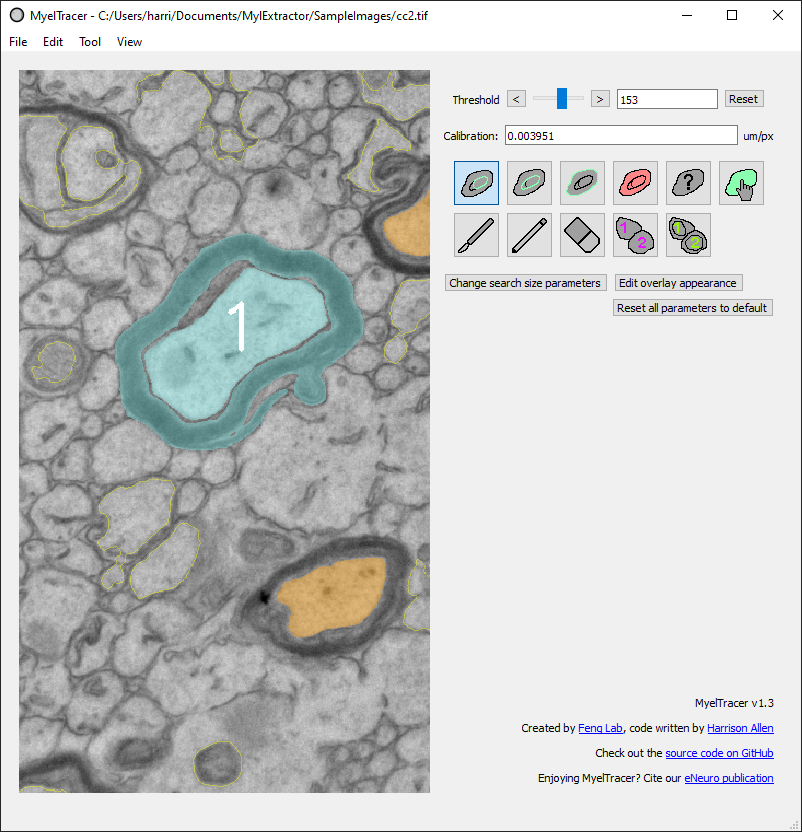 MyelTracer - C:/Users/harri/Documents/MylExtractor/SampleImages/cc2.tif
File Edit Tool View
Threshold < > 153 Reset
Calibration: 0.003951 um/px
?
1 2
1 2
Change search size parameters Edit overlay appearance
Reset all parameters to default
1
MyelTracer v1.3
Created by Feng Lab, code written by Harrison Allen
Check out the source code on GitHub
Enjoying MyelTracer? Cite our eNeuro publication